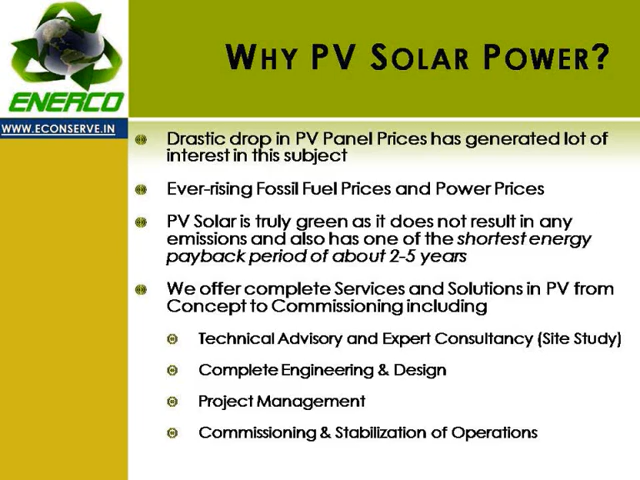 WHY PV SOLAR POWER?
ENERCO
WWW.ECONSERVE.IN
Drastic drop in PV Panel Prices has generated lot of
interest in this subject
Ever-rising Fossil Fuel Prices and Power Prices
PV Solar is truly green as it does not result in any
emissions and also has one of the shortest energy
payback period of about 2-5 years
We offer complete Services and Solutions in PV from
Concept to Commissioning including
Technical Advisory and Expert Consultancy (Site Study)
Complete Engineering & Design
Project Management
Commissioning & Stabilization of Operations